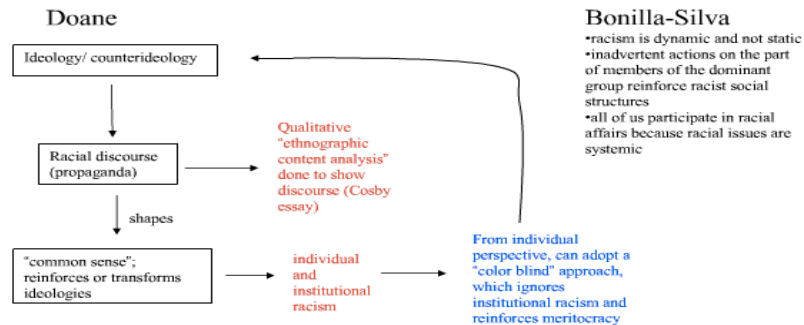 Doane
Ideology/ counterideology
Racial discourse
(propaganda)
Qualitative
"ethnographic
content analysis"
done to show
discourse (Cosby
essay)
shapes
"common sense";
reinforces or transforms
ideologies
individual
and
institutional
racism
From individual
perspective, can adopt a
"color blind" approach,
which ignores
institutional racism and
reinforces meritocracy
Bonilla-Silva
•racism is dynamic and not static
•inadvertent actions on the part
of members of the dominant
group reinforce racist social
structures
•all of us participate in racial
affairs because racial issues are
systemic